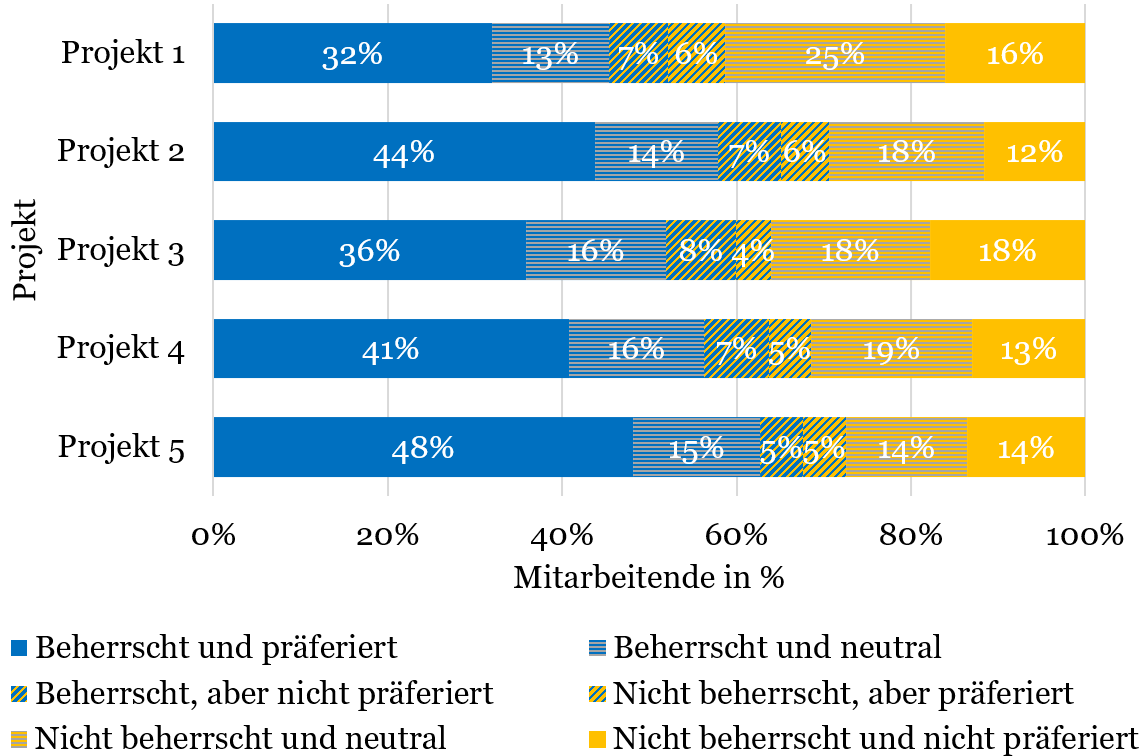 Projekt
Projekt 1 32% 13% 7% 6% 25% 16%
Projekt 2 44% 14% 7% 6% 18% 12%
Projekt 3 36% 16% 8% 4% 18% 18%
Projekt 4 41% 16% 7% 5% 19% 13%
Projekt 5 48% 15% 5% 5% 14% 14%
0% 20% 40% 60% 80% 100%
Mitarbeitende in %
Beherrscht und präferiert Beherrscht und neutral
Beherrscht, aber nicht präferiert Nicht beherrscht, aber präferiert
Nicht beherrscht und neutral Nicht beherrscht und nicht präferiert